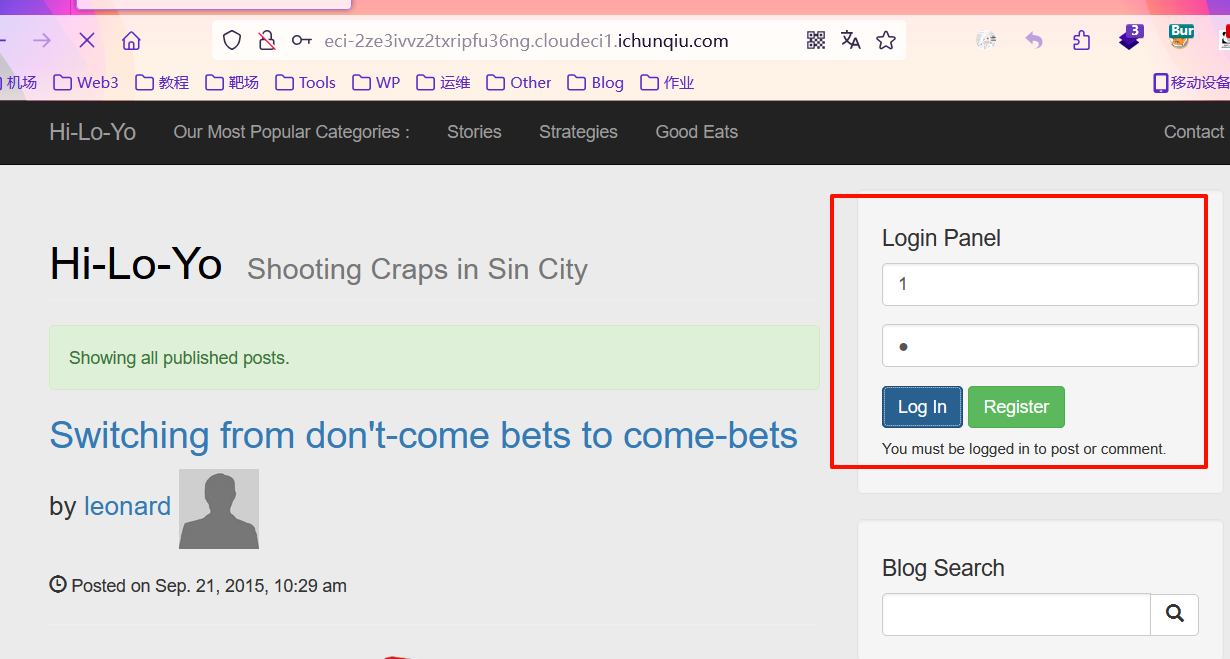 eci-2ze3ivvz2txripfu36ng.cloudeci1.ichunqiu.com
3
Bur
机场 Web3 教程 靶场 Tools WP 运维 Other Blog 作业 移动设备
Hi-Lo-Yo Our Most Popular Categories : Stories Strategies Good Eats Contact
Hi-Lo-Yo Shooting Craps in Sin City
Showing all published posts.
Switching from don't-come bets to come-bets
by leonard
Posted on Sep. 21, 2015, 10:29 am
Login Panel
1
●
Log In Register
You must be logged in to post or comment.
Blog Search